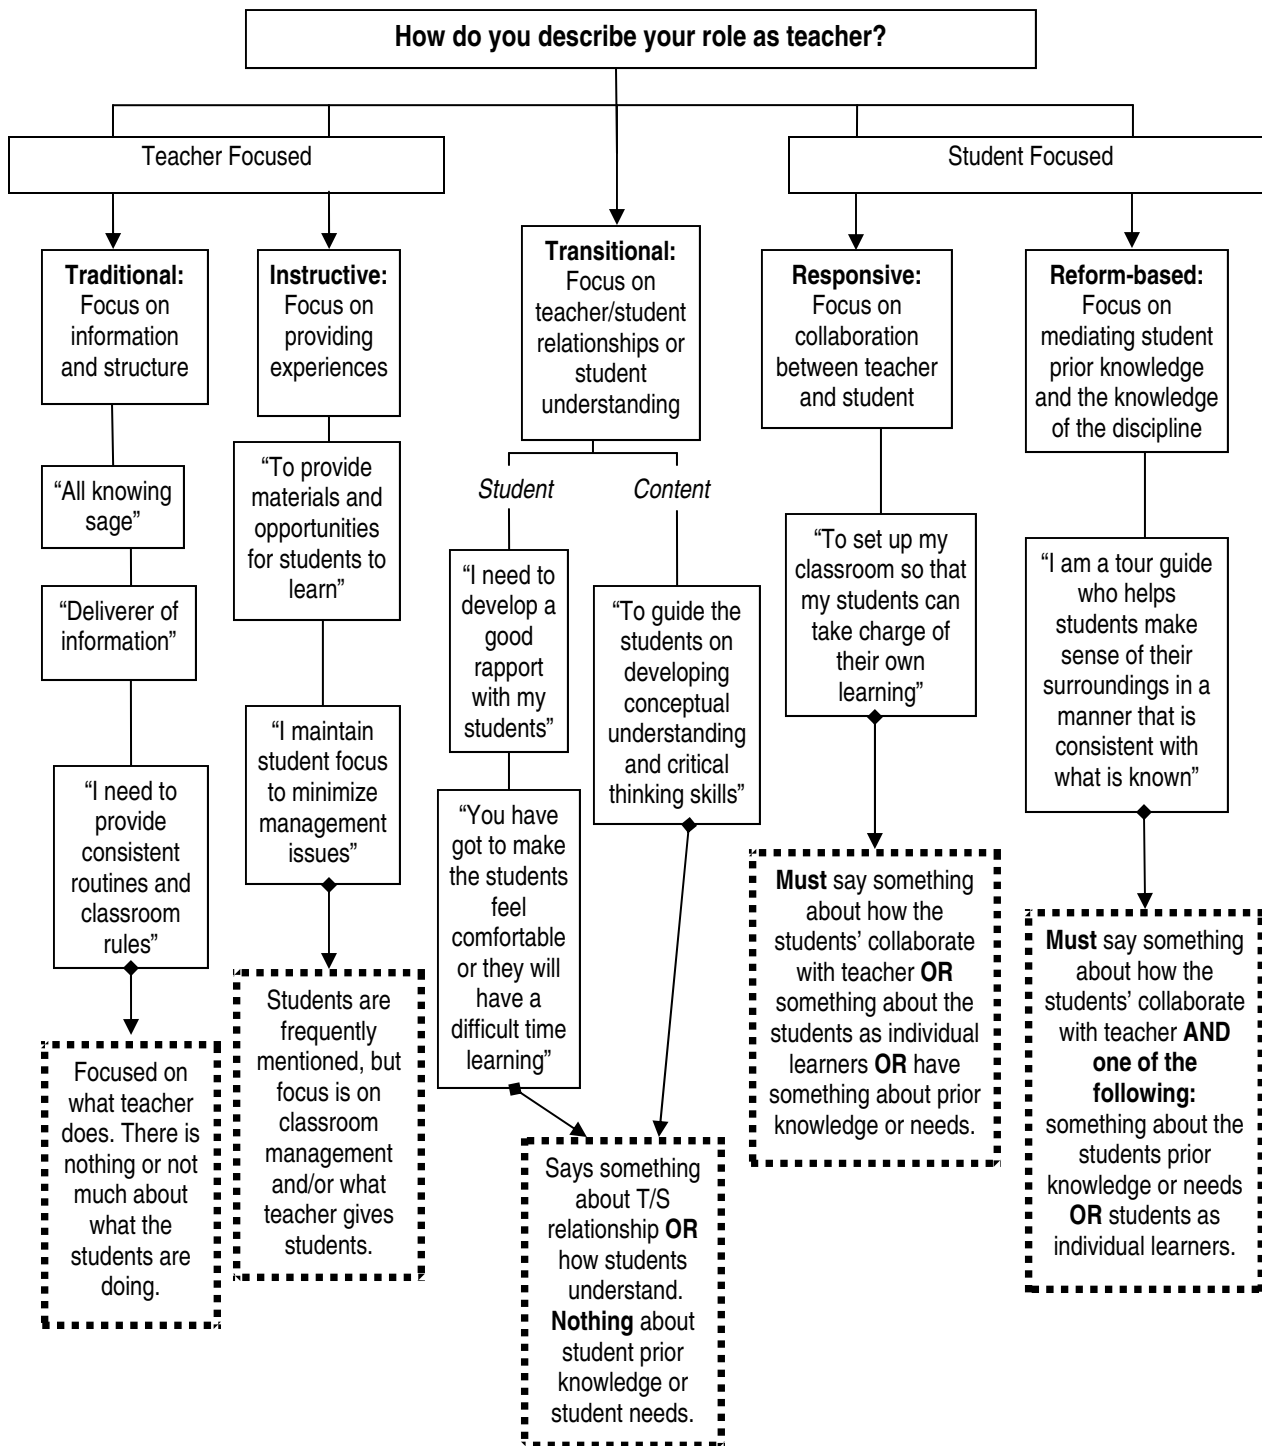 How do you describe your role as teacher?
Teacher Focused
Student Focused
Traditional:
Focus on
information
and structure
“All knowing
sage”
“Deliverer of
information”
“I need to
provide
consistent
routines and
classroom
rules”
Focused on
what teacher
does. There is
nothing or not
much about
what the
students are
doing.
Instructive:
Focus on
providing
experiences
“To provide
materials and
opportunities
for students to
learn”
“I maintain
student focus
to minimize
management
issues”
Students are
frequently
mentioned, but
focus is on
classroom
management
and/or what
teacher gives
students.
Transitional:
Focus on
teacher/student
relationships or
student
understanding
Student
“I need to
develop a
good
rapport
with my
students”
“You have
got to make
the students
feel
comfortable
or they will
have a
difficult time
learning”
Content
“To guide the
students on
developing
conceptual
understanding
and critical
thinking skills”
Says something
about T/S
relationship OR
how students
understand.
Nothing about
student prior
knowledge or
student needs.
Responsive:
Focus on
collaboration
between teacher
and student
“To set up my
classroom so that
my students can
take charge of
their own
learning”
Must say something
about how the
students’ collaborate
with teacher OR
something about the
students as individual
learners OR have
something about prior
knowledge or needs.
Reform-based:
Focus on
mediating student
prior knowledge
and the knowledge
of the discipline
“I am a tour guide
who helps
students make
sense of their
surroundings in a
manner that is
consistent with
what is known”
Must say something
about how the
students’ collaborate
with teacher AND
one of the
following:
something about the
students prior
knowledge or needs
OR students as
individual learners.